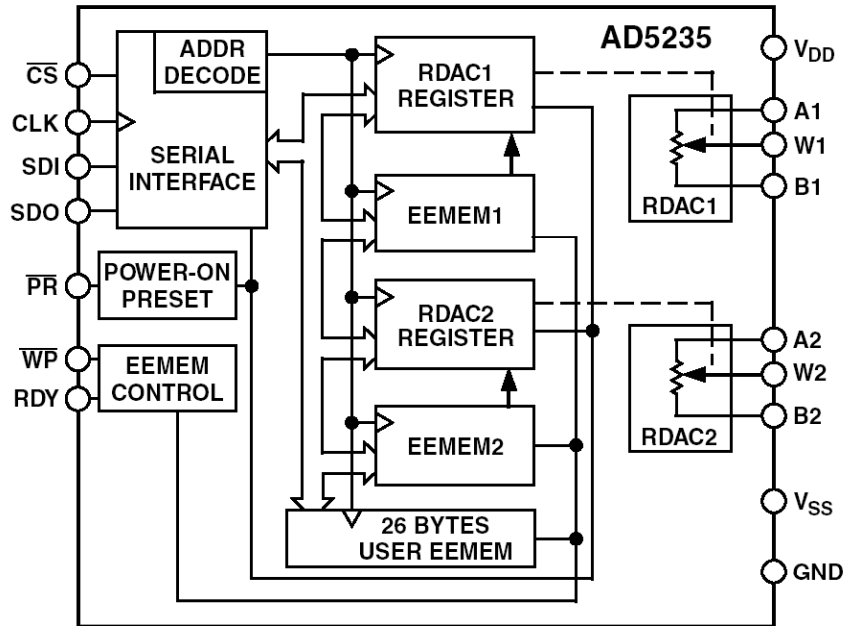 AD5235
ADDR
DECODE
SERIAL
INTERFACE
CS
CLK
SDI
SDO
PR
WP
RDY
POWER-ON
PRESET
EEMEM
CONTROL
RDAC1
REGISTER
EEMEM1
RDAC2
REGISTER
EEMEM2
26 BYTES
USER EEMEM
RDAC1
RDAC2
VDD
A1
W1
B1
A2
W2
B2
VSS
GND